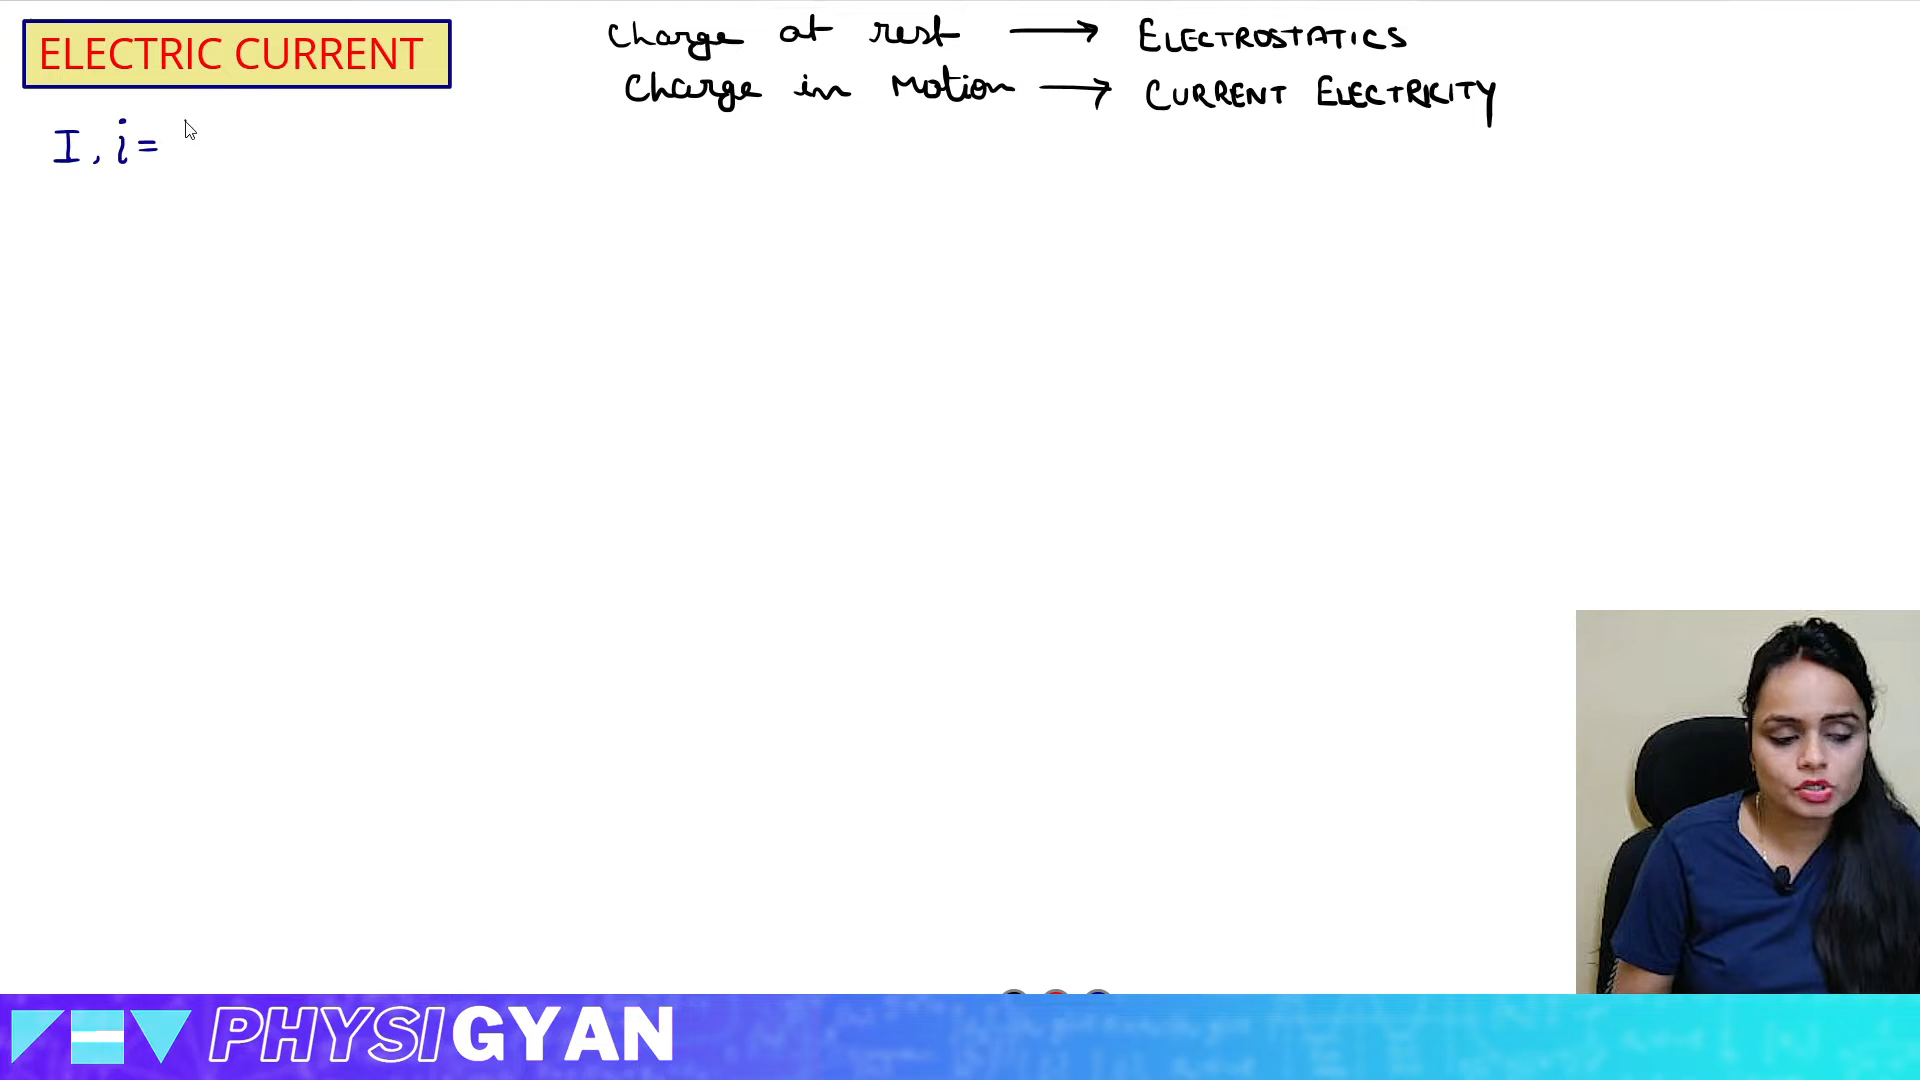 ELECTRIC CURRENT
Charge at rest → ELECTROSTATICS
Charge in Motion → CURRENT ELECTRICITY
I, i =
PHYSIGYAN